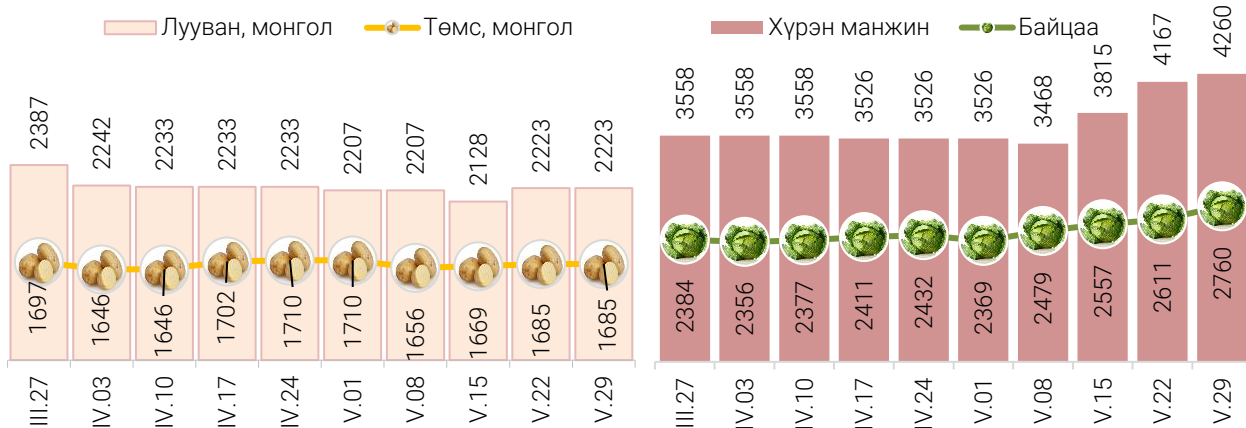 Лууван, монгол Төмс, монгол
2387 2242 2233 2233 2233 2207 2207 2128 2223 2223
1697 1646 1646 1702 1710 1710 1656 1669 1685 1685
III.27 IV.03 IV.10 IV.17 IV.24 V.01 V.08 V.15 V.22 V.29
Хүрэн манжин Байцаа
3558 3558 3558 3526 3526 3526 3468 3815 4167 4260
2384 2356 2377 2411 2432 2369 2479 2557 2611 2760
III.27 IV.03 IV.10 IV.17 IV.24 V.01 V.08 V.15 V.22 V.29